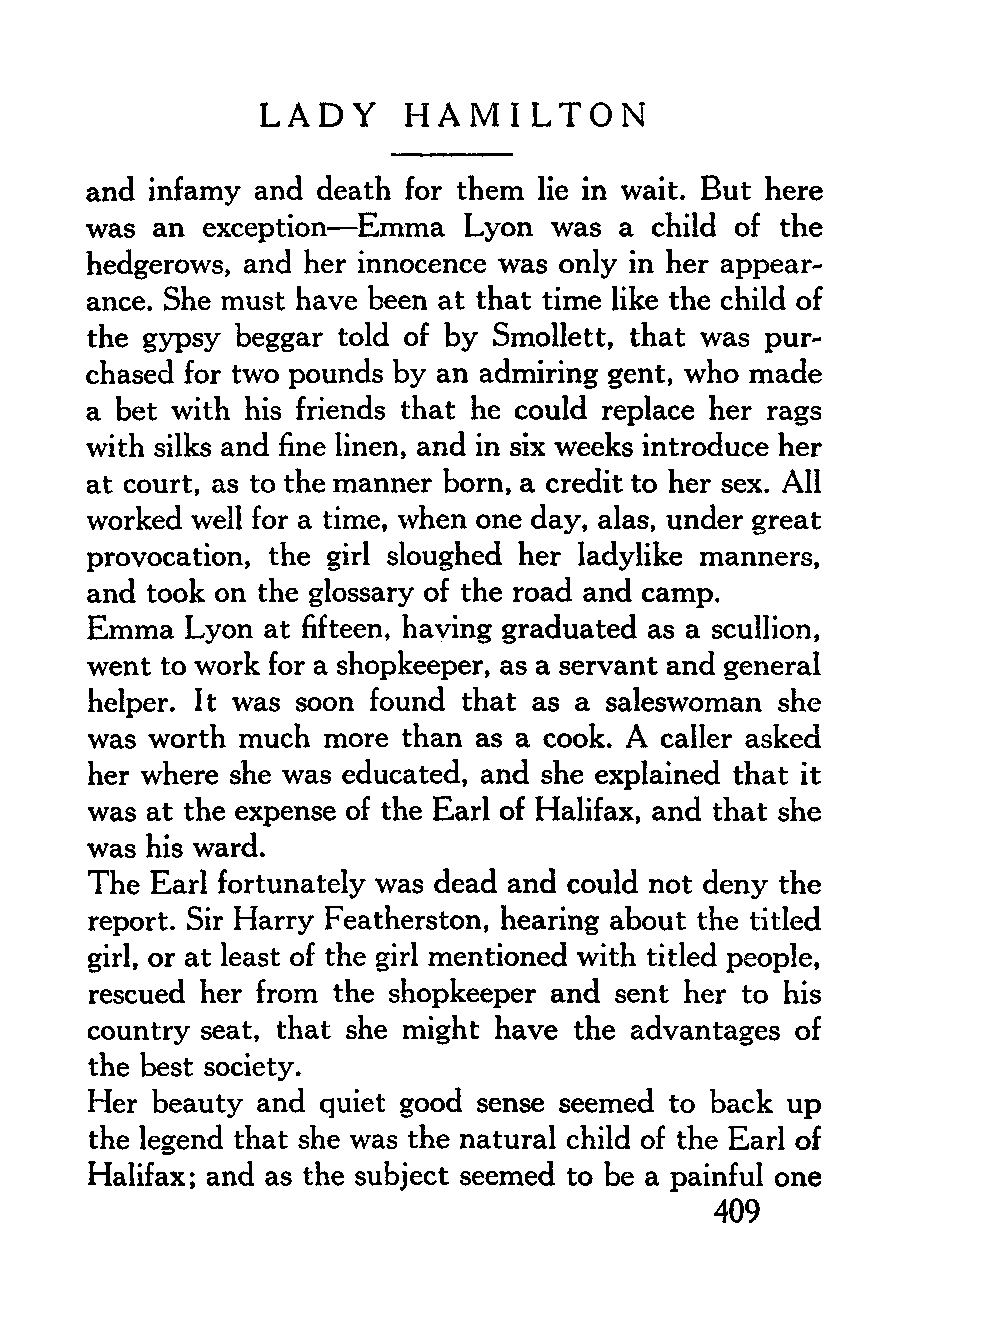 LADY HAMILTON
and infamy and death for them lie in wait. But here
was an exception—Emma Lyon was a child of the
hedgerows, and her innocence was only in her appear-
ance. She must have been at that time like the child of
the gypsy beggar told of by Smollett, that was pur-
chased for two pounds by an admiring gent, who made
a bet with his friends that he could replace her rags
with silks and fine linen, and in six weeks introduce her
at court, as to the manner born, a credit to her sex. All
worked well for a time, when one day, alas, under great
provocation, the girl sloughed her ladylike manners,
and took on the glossary of the road and camp.
Emma Lyon at fifteen, having graduated as a scullion,
went to work for a shopkeeper, as a servant and general
helper. It was soon found that as a saleswoman she
was worth much more than as a cook. A caller asked
her where she was educated, and she explained that it
was at the expense of the Earl of Halifax, and that she
was his ward.
The Earl fortunately was dead and could not deny the
report. Sir Harry Featherston, hearing about the titled
girl, or at least of the girl mentioned with titled people,
rescued her from the shopkeeper and sent her to his
country seat, that she might have the advantages of
the best society.
Her beauty and quiet good sense seemed to back up
the legend that she was the natural child of the Earl of
Halifax; and as the subject seemed to be a painful one
409